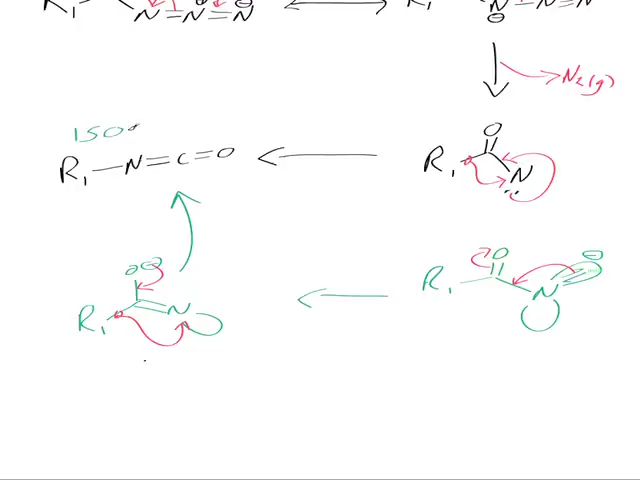 R₁ N=N=N R₁ N N=N
N₂(g)
150°
R₁-N=C=O
R₁ O N
R₁ O N
R₁ O N